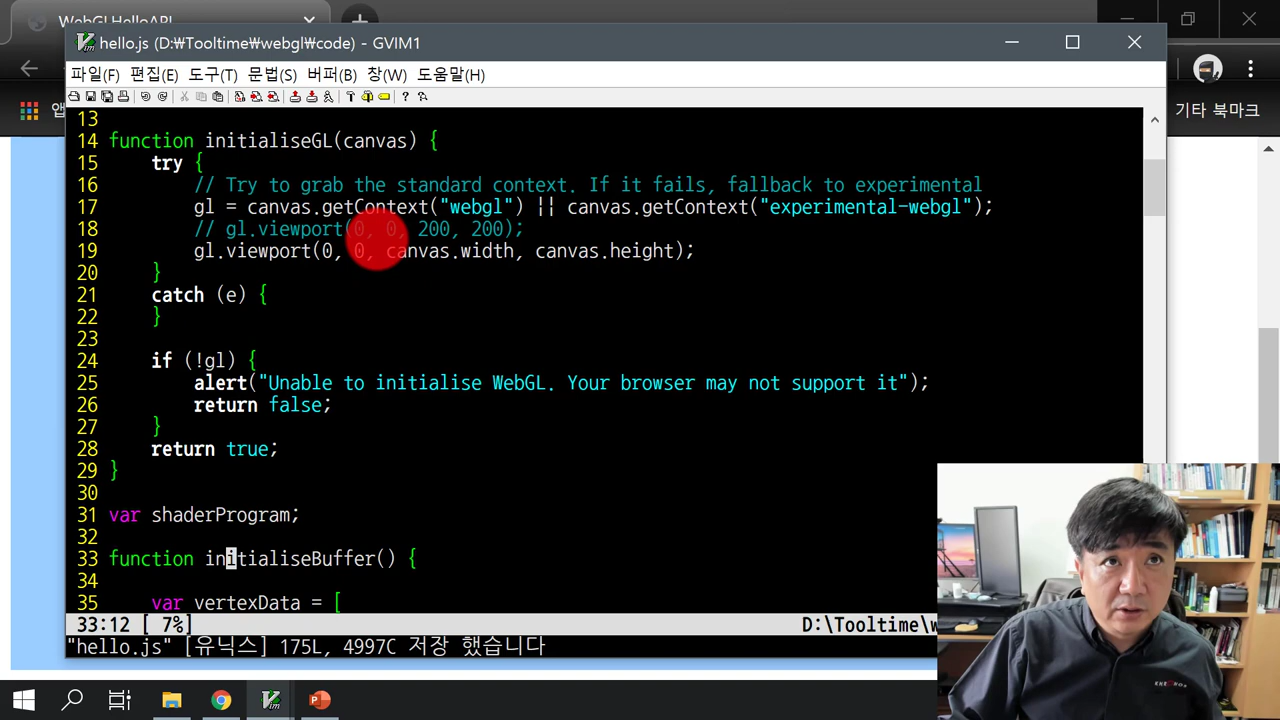 WebGLHelloAPI
hello.js (D:₩Tooltime₩webgl₩code) - GVIM1
파일(F) 편집(E) 도구(T) 문법(S) 버퍼(B) 창(W) 도움말(H)
앱
기타 북마크
13
14 function initialiseGL(canvas) {
15     try {
16         // Try to grab the standard context. If it fails, fallback to experimental
17         gl = canvas.getContext("webgl") || canvas.getContext("experimental-webgl");
18         // gl.viewport(0, 0, 200, 200);
19         gl.viewport(0, 0, canvas.width, canvas.height);
20     }
21     catch (e) {
22     }
23
24     if (!gl) {
25         alert("Unable to initialise WebGL. Your browser may not support it");
26         return false;
27     }
28     return true;
29 }
30
31 var shaderProgram;
32
33 function initialiseBuffer() {
34
35     var vertexData = [
33:12 [ 7%] D:\Tooltime\w
"hello.js" [유닉스] 175L, 4997C 저장 했습니다